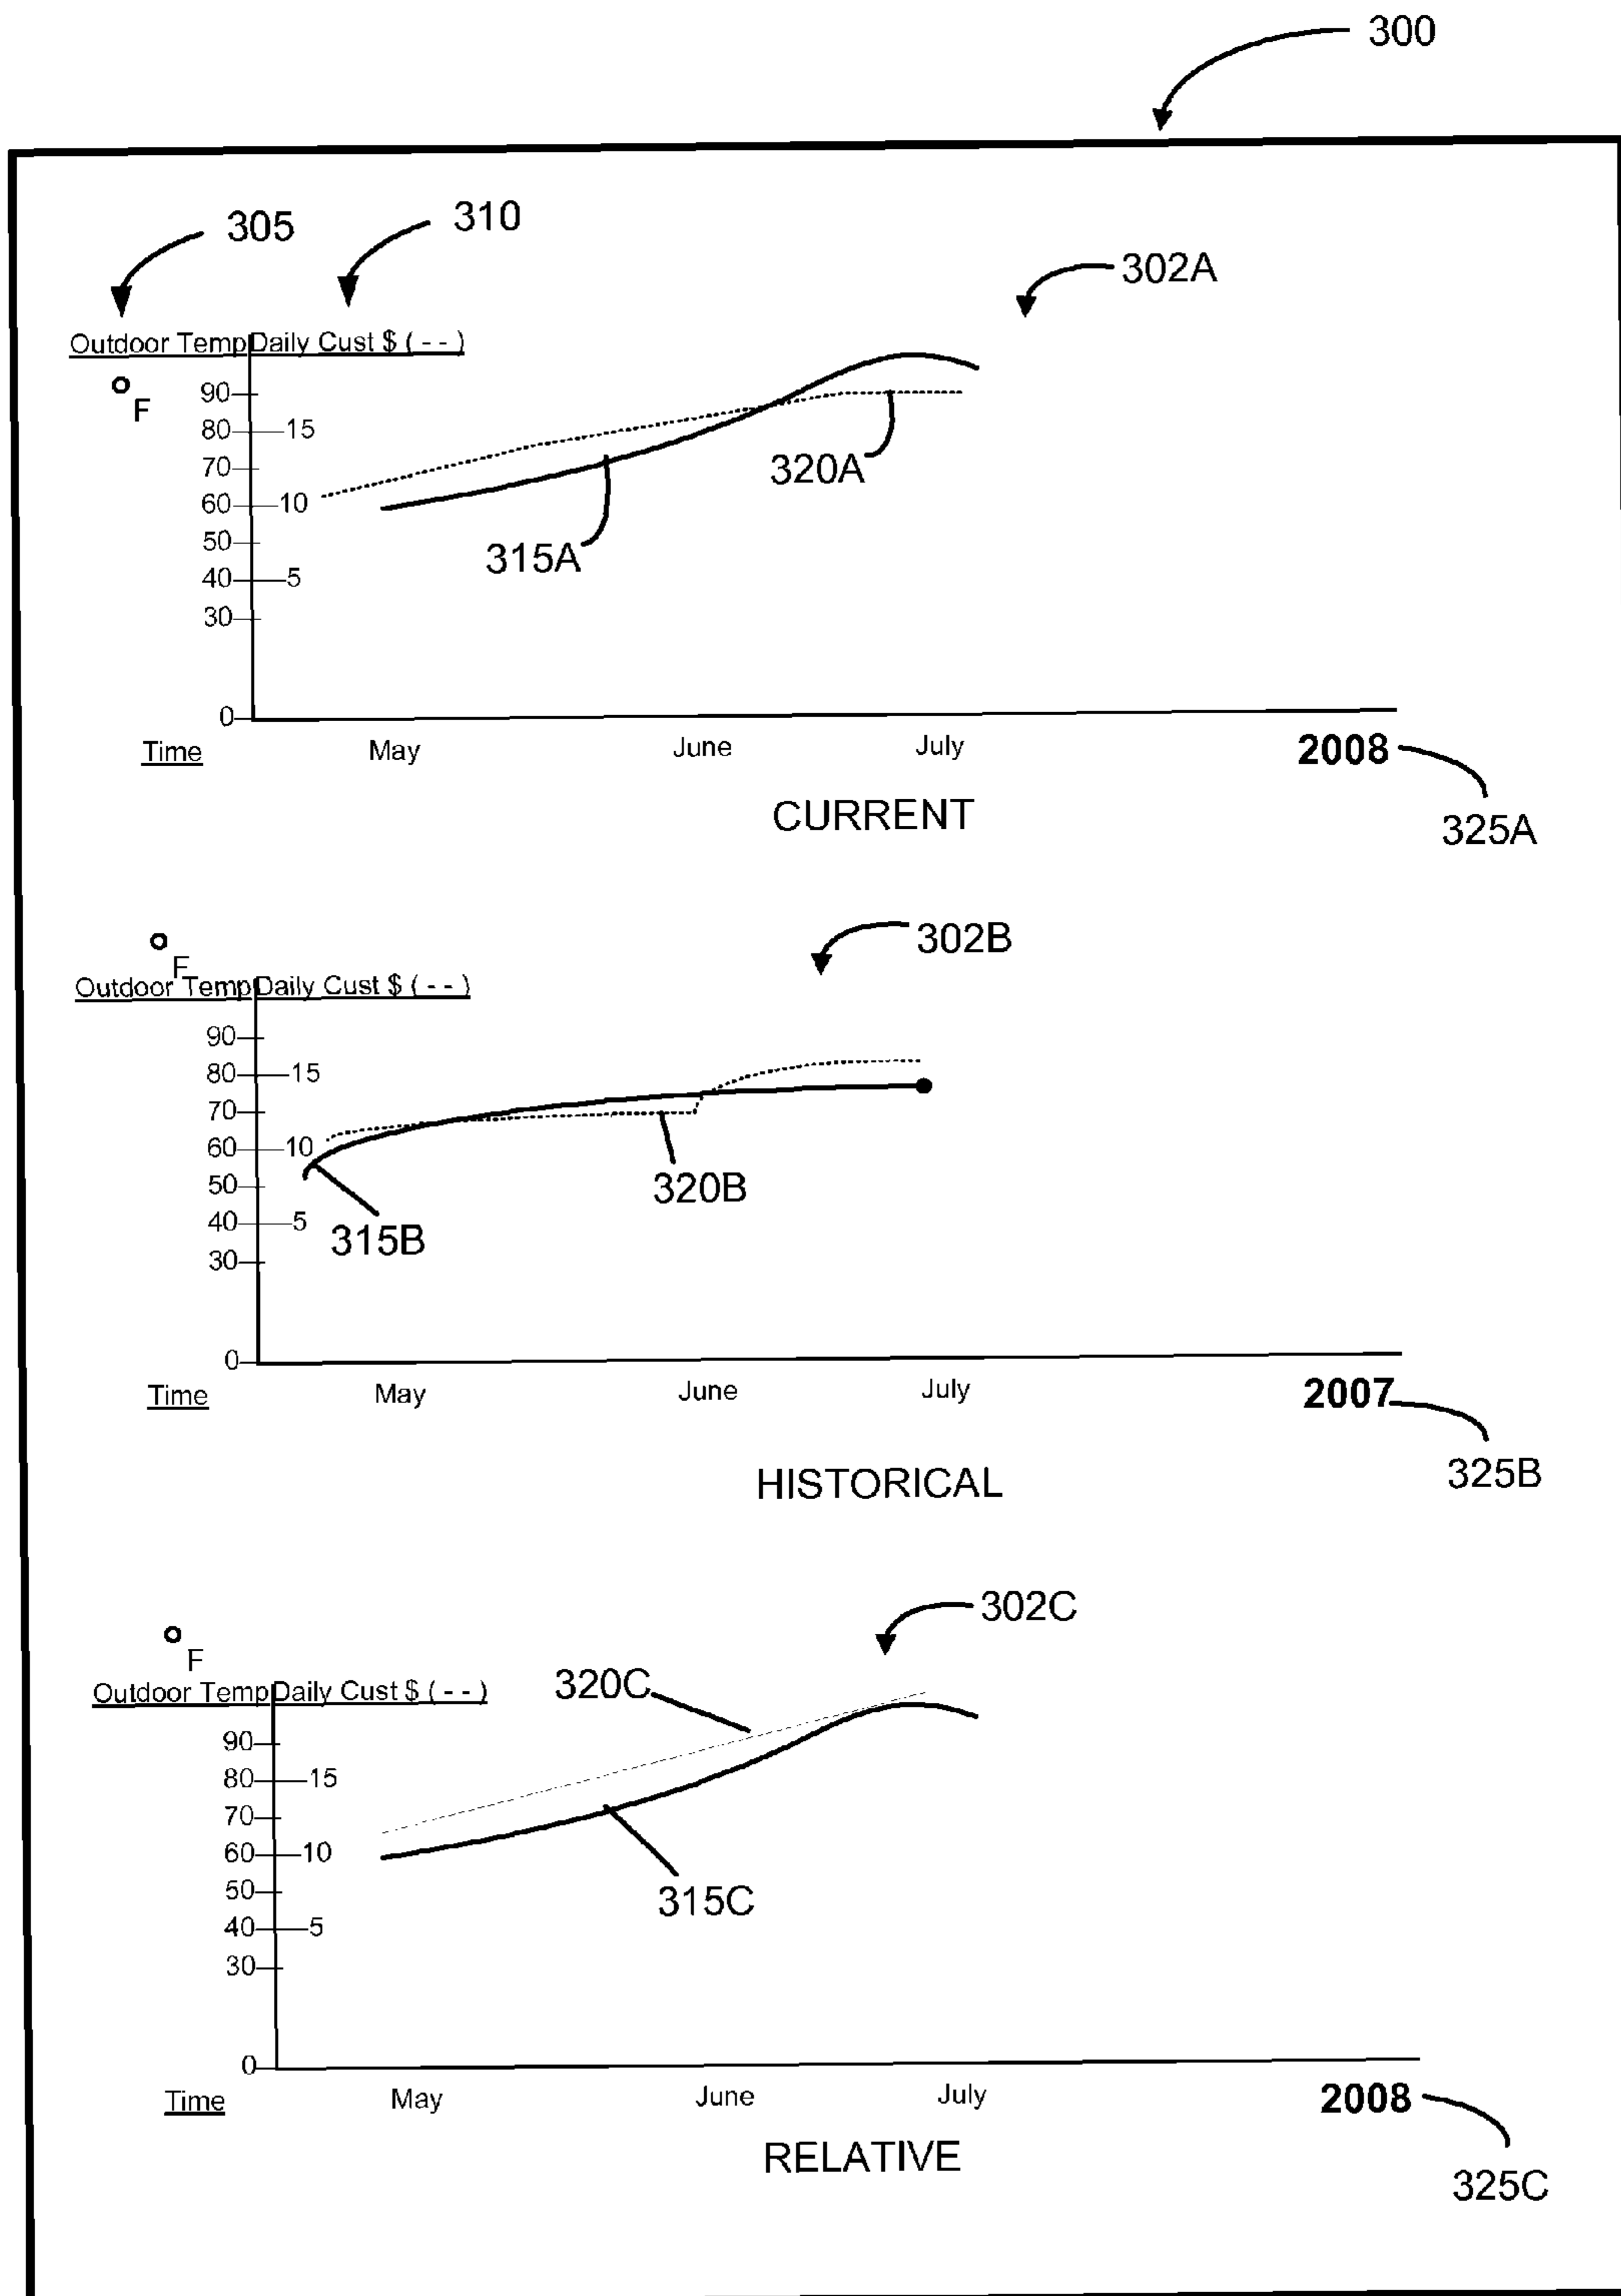 300
305
310
302A
Outdoor Temp Daily Cust $ ( - - )
°F
90
80 15
70
60 10
50
40 5
30
0
320A
315A
Time May June July 2008
325A
CURRENT
302B
°F
Outdoor Temp Daily Cust $ ( - - )
90
80 15
70
60 10
50
40 5
30
0
320B
315B
Time May June July 2007
325B
HISTORICAL
302C
°F
320C
Outdoor Temp Daily Cust $ ( - - )
90
80 15
70
60 10
50
40 5
30
0
315C
Time May June July 2008
RELATIVE
325C